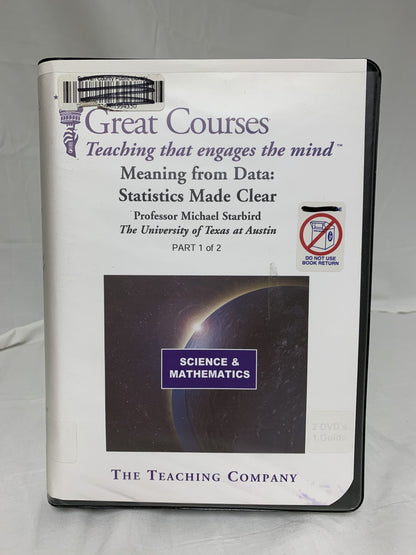 Great Courses
Teaching that engages the mind™
Meaning from Data:
Statistics Made Clear
Professor Michael Starbird
The University of Texas at Austin
PART 1 of 2
DO NOT USE
BOOK RETURN
SCIENCE &
MATHEMATICS
2 DVD's
1 Guide
THE TEACHING COMPANY